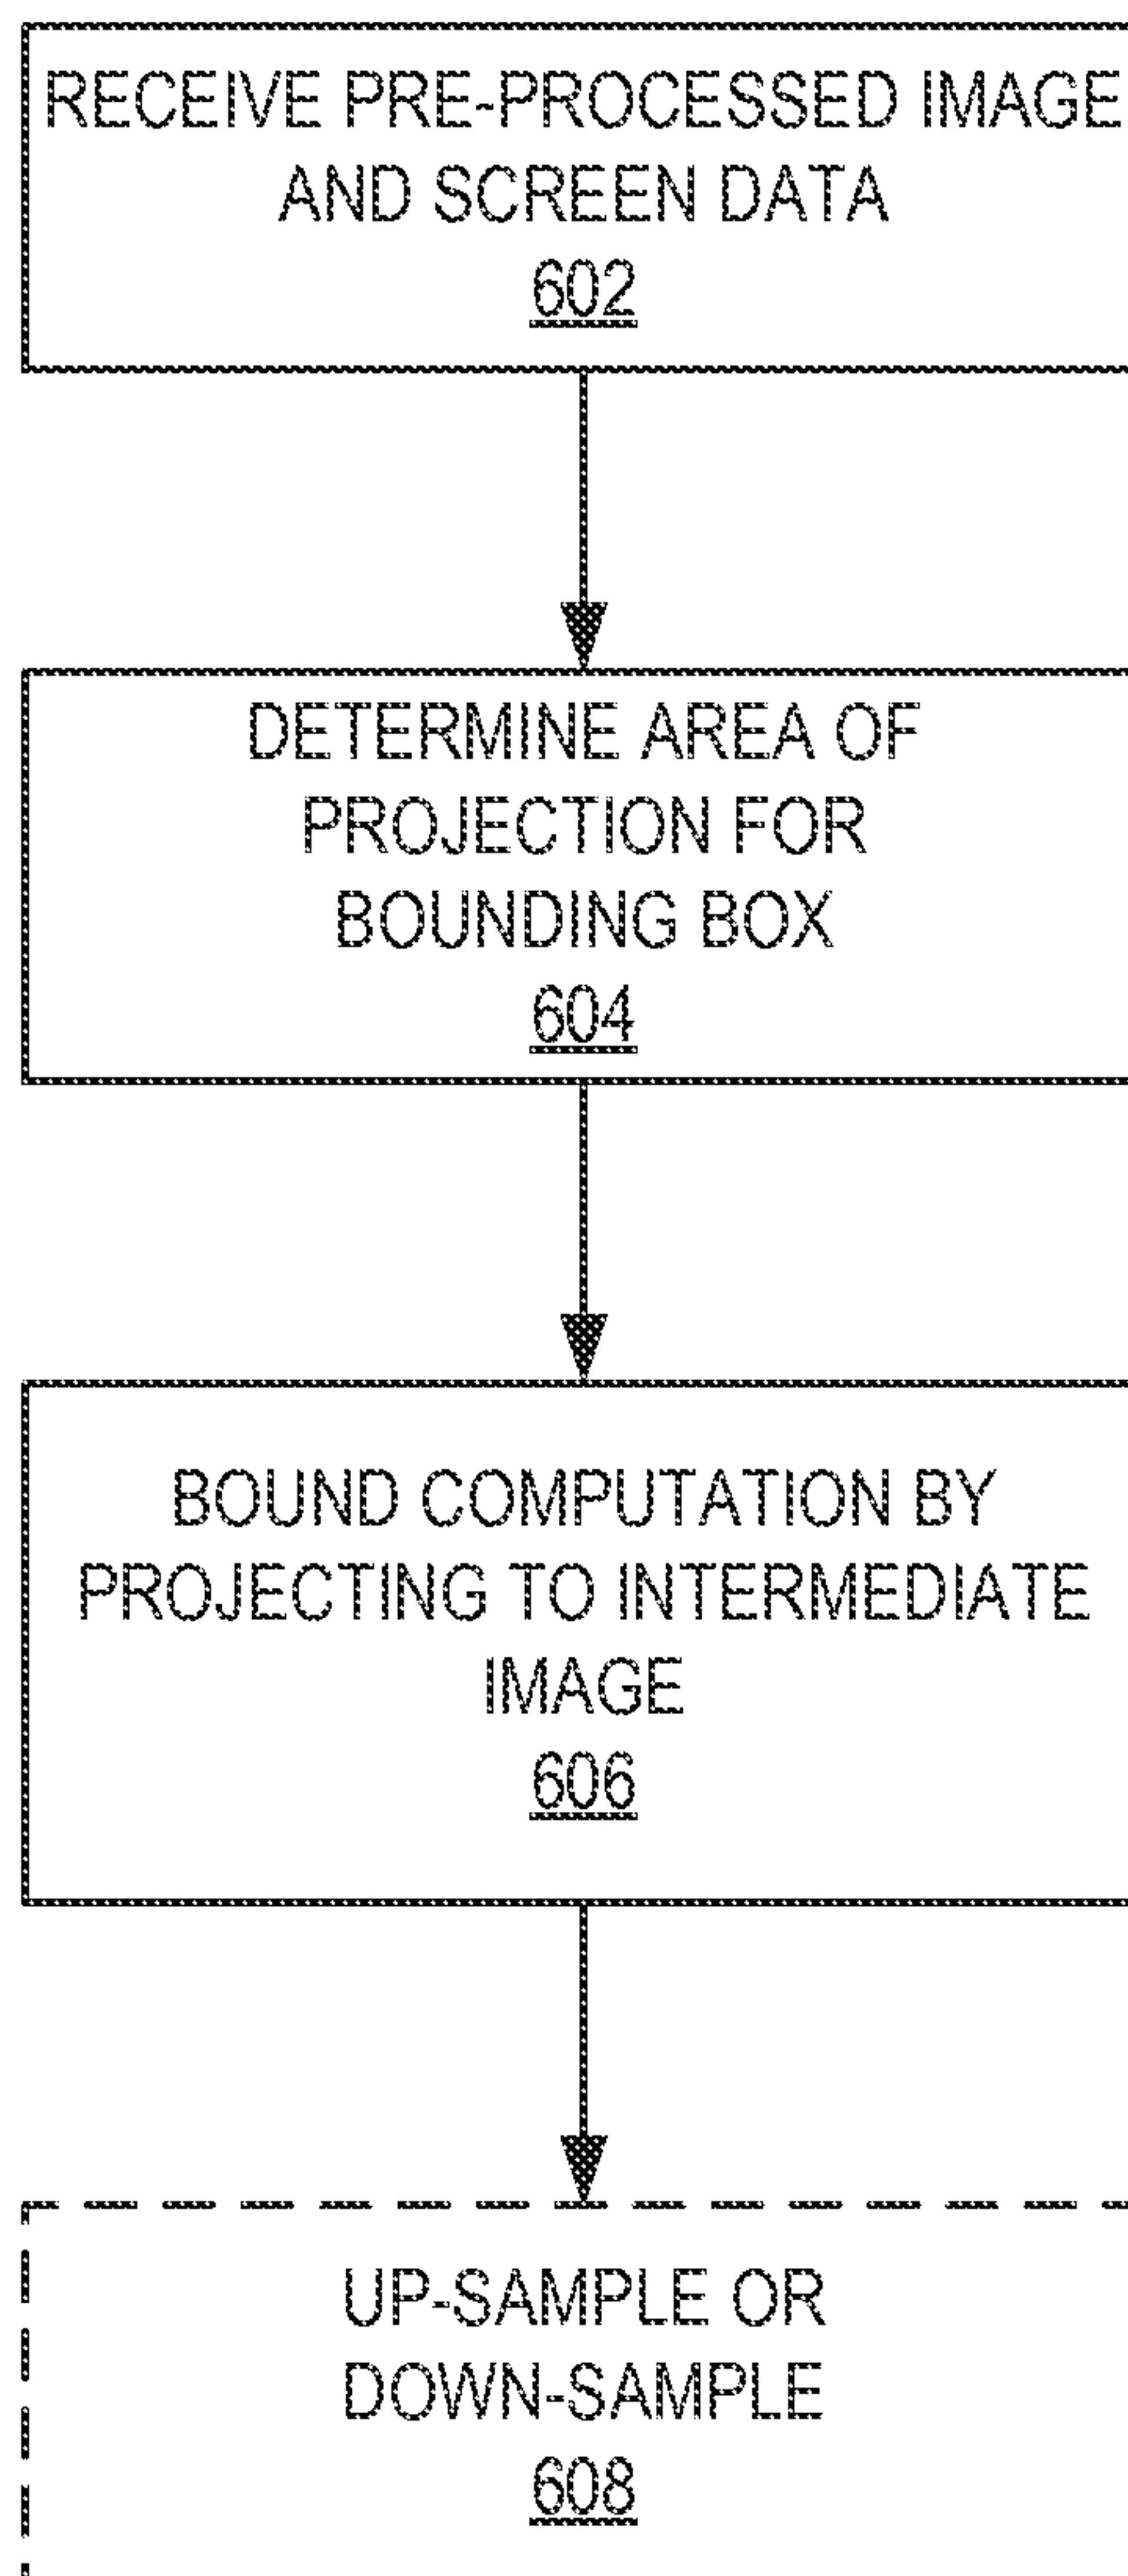 RECEIVE PRE-PROCESSED IMAGE
AND SCREEN DATA
602
DETERMINE AREA OF
PROJECTION FOR
BOUNDING BOX
604
BOUND COMPUTATION BY
PROJECTING TO INTERMEDIATE
IMAGE
606
UP-SAMPLE OR
DOWN-SAMPLE
608